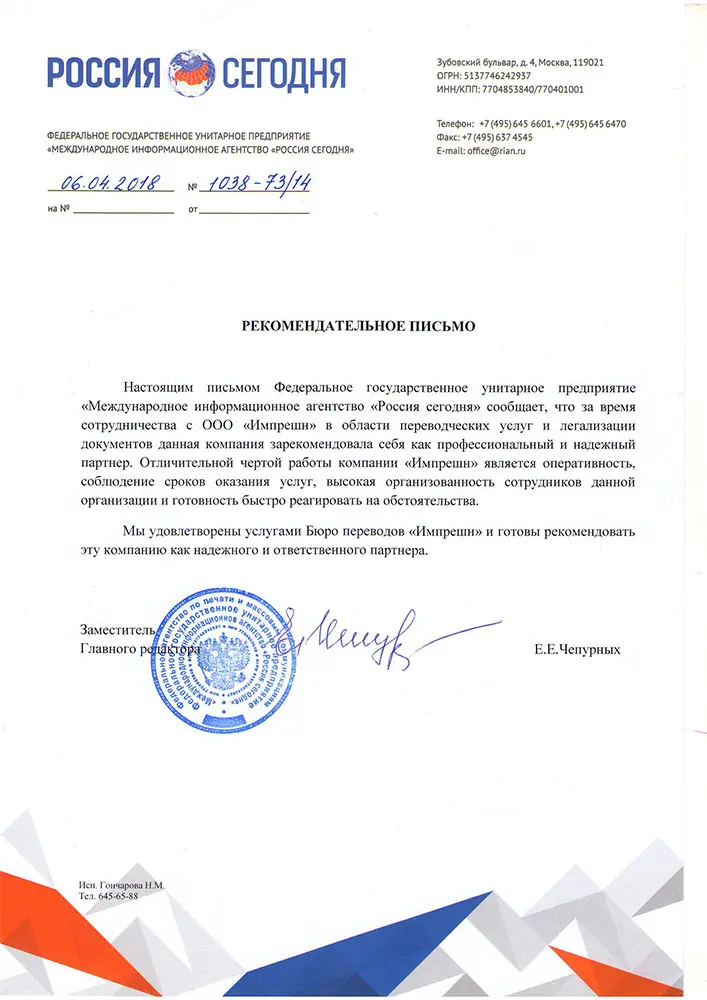 РОССИЯ СЕГОДНЯ
Зубовский бульвар, д. 4, Москва, 119021
ОГРН: 5137746242937
ИНН/КПП: 7704853840/770401001
Телефон: +7 (495) 645 6601, +7 (495) 645 6470
Факс: +7 (495) 637 4545
E-mail: office@rian.ru
ФЕДЕРАЛЬНОЕ ГОСУДАРСТВЕННОЕ УНИТАРНОЕ ПРЕДПРИЯТИЕ
«МЕЖДУНАРОДНОЕ ИНФОРМАЦИОННОЕ АГЕНТСТВО «РОССИЯ СЕГОДНЯ»
06.04.2018 № 1038-73/14
на № от
РЕКОМЕНДАТЕЛЬНОЕ ПИСЬМО
Настоящим письмом Федеральное государственное унитарное предприятие
«Международное информационное агентство «Россия сегодня» сообщает, что за время
сотрудничества с ООО «Импрешн» в области переводческих услуг и легализации
документов данная компания зарекомендовала себя как профессиональный и надежный
партнер. Отличительной чертой работы компании «Импрешн» является оперативность,
соблюдение сроков оказания услуг, высокая организованность сотрудников данной
организации и готовность быстро реагировать на обстоятельства.
Мы удовлетворены услугами Бюро переводов «Импрешн» и готовы рекомендовать
эту компанию как надежного и ответственного партнера.
Заместитель
Главного редактора
Е.Е.Чепурных
Федеральное агентство по печати и массовым коммуникациям
Федеральное государственное унитарное предприятие
«Международное информационное агентство «Россия сегодня»
Исп. Гончарова Н.М.
Тел. 645-65-88